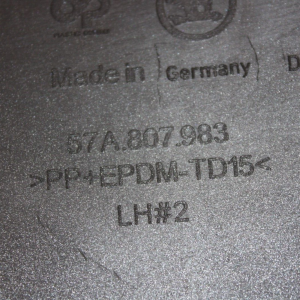 Made in Germany D
57A.807.983
>PP+EPDM-TD15<
LH#2